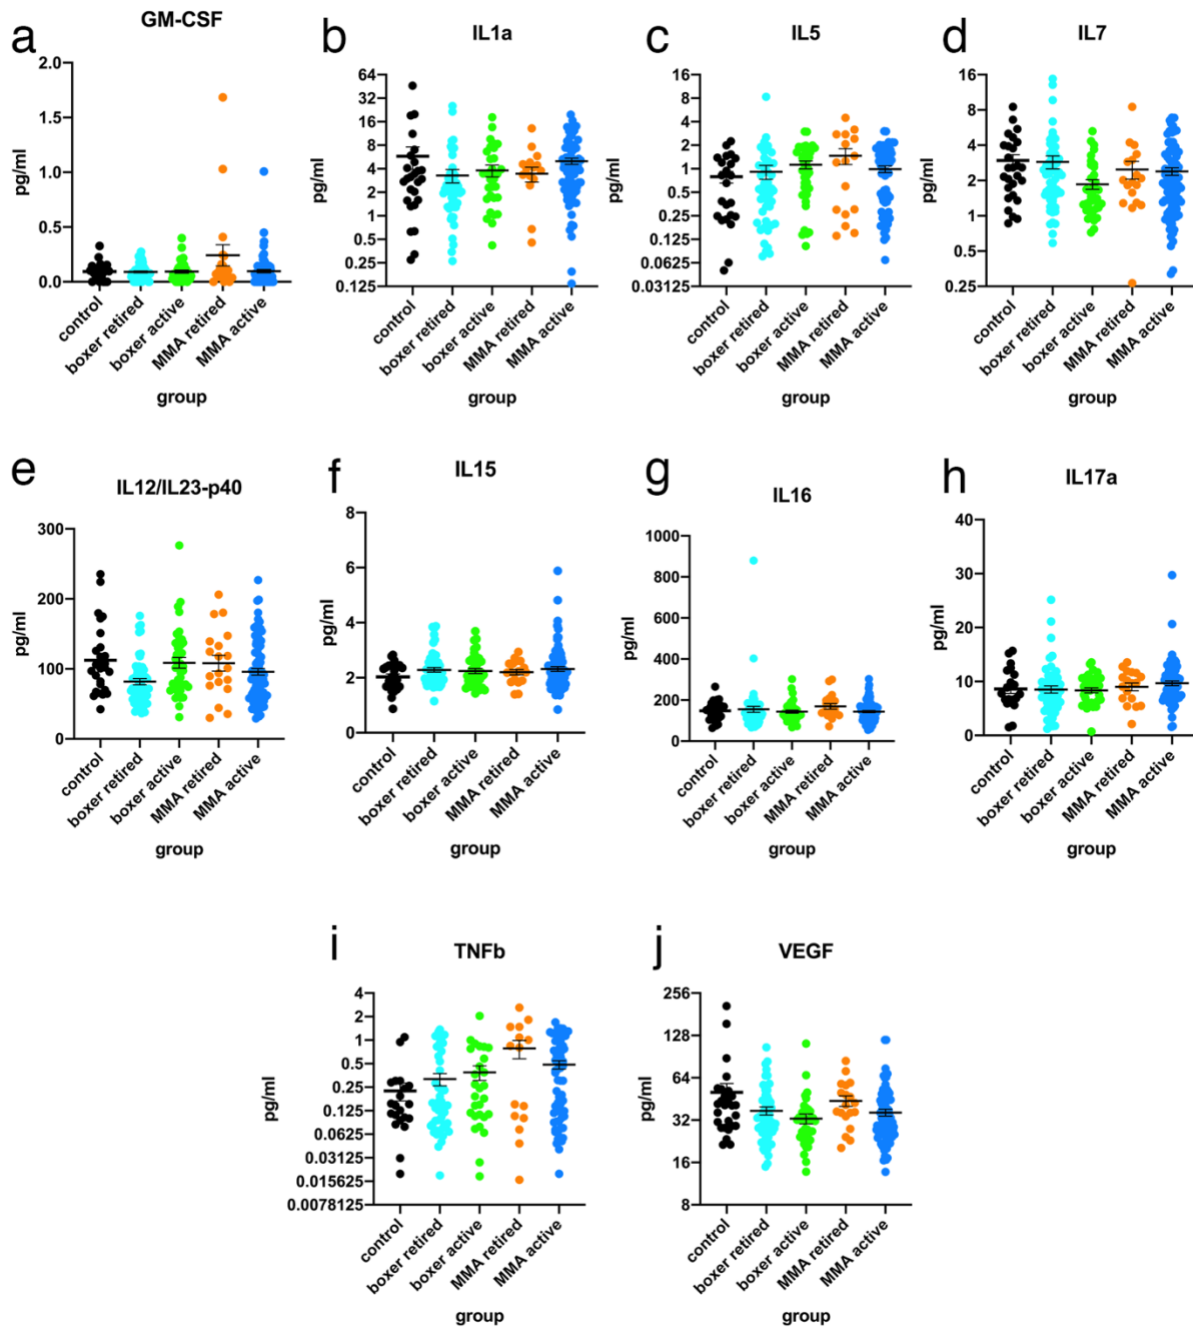 a
GM-CSF
pg/ml
2.0
1.5
1.0
0.5
0.0
control
boxer retired
boxer active
MMA retired
MMA active
group
b
IL1a
pg/ml
64
32
16
8
4
2
1
0.5
0.25
0.125
control
boxer retired
boxer active
MMA retired
MMA active
group
c
IL5
pg/ml
16
8
4
2
1
0.5
0.25
0.125
0.0625
0.03125
control
boxer retired
boxer active
MMA retired
MMA active
group
d
IL7
pg/ml
16
8
4
2
1
0.5
0.25
control
boxer retired
boxer active
MMA retired
MMA active
group
e
IL12/IL23-p40
pg/ml
300
200
100
0
control
boxer retired
boxer active
MMA retired
MMA active
group
f
IL15
pg/ml
8
6
4
2
0
control
boxer retired
boxer active
MMA retired
MMA active
group
g
IL16
pg/ml
1000
800
600
400
200
0
control
boxer retired
boxer active
MMA retired
MMA active
group
h
IL17a
pg/ml
40
30
20
10
0
control
boxer retired
boxer active
MMA retired
MMA active
group
i
TNFb
pg/ml
4
2
1
0.5
0.25
0.125
0.0625
0.03125
0.015625
0.0078125
control
boxer retired
boxer active
MMA retired
MMA active
group
j
VEGF
pg/ml
256
128
64
32
16
8
control
boxer retired
boxer active
MMA retired
MMA active
group